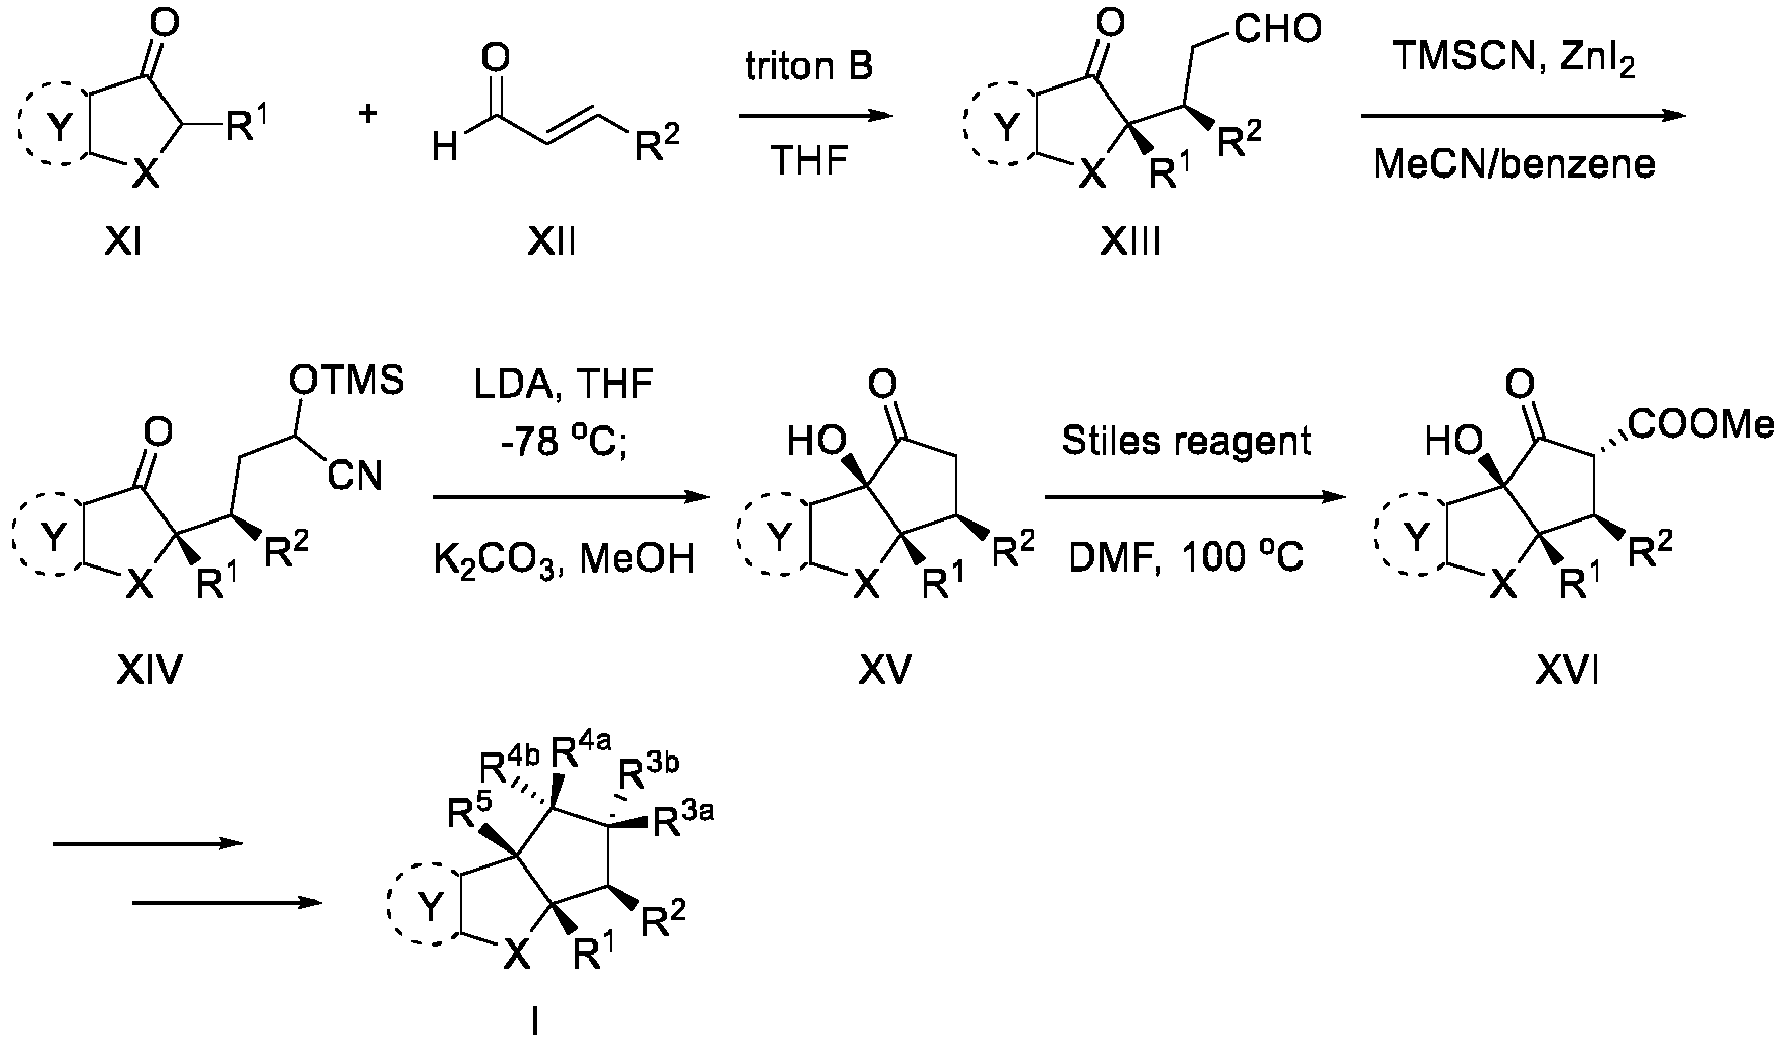 O
Y
X
R1
XI
+
O
H
R2
XII
triton B
THF
O
CHO
Y
X
R1
R2
XIII
TMSCN, ZnI2
MeCN/benzene
OTMS
O
CN
Y
X
R1
R2
XIV
LDA, THF
-78 oC;
K2CO3, MeOH
O
HO
Y
X
R1
R2
XV
Stiles reagent
DMF, 100 oC
O
COOMe
HO
Y
X
R1
R2
XVI
R4b
R4a
R3b
R5
R3a
Y
X
R1
R2
I